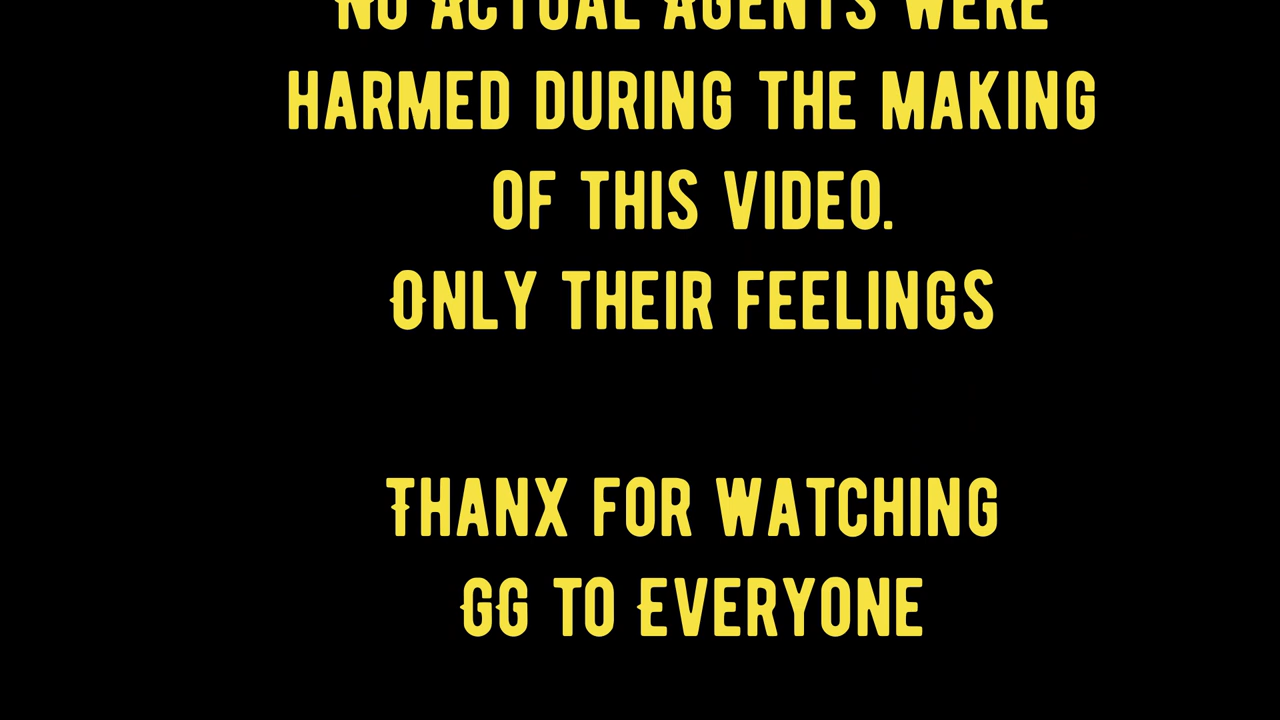 No Actual Agents were
harmed during the making
of this video.
Only their Feelings
Thanx for watching
GG to Everyone